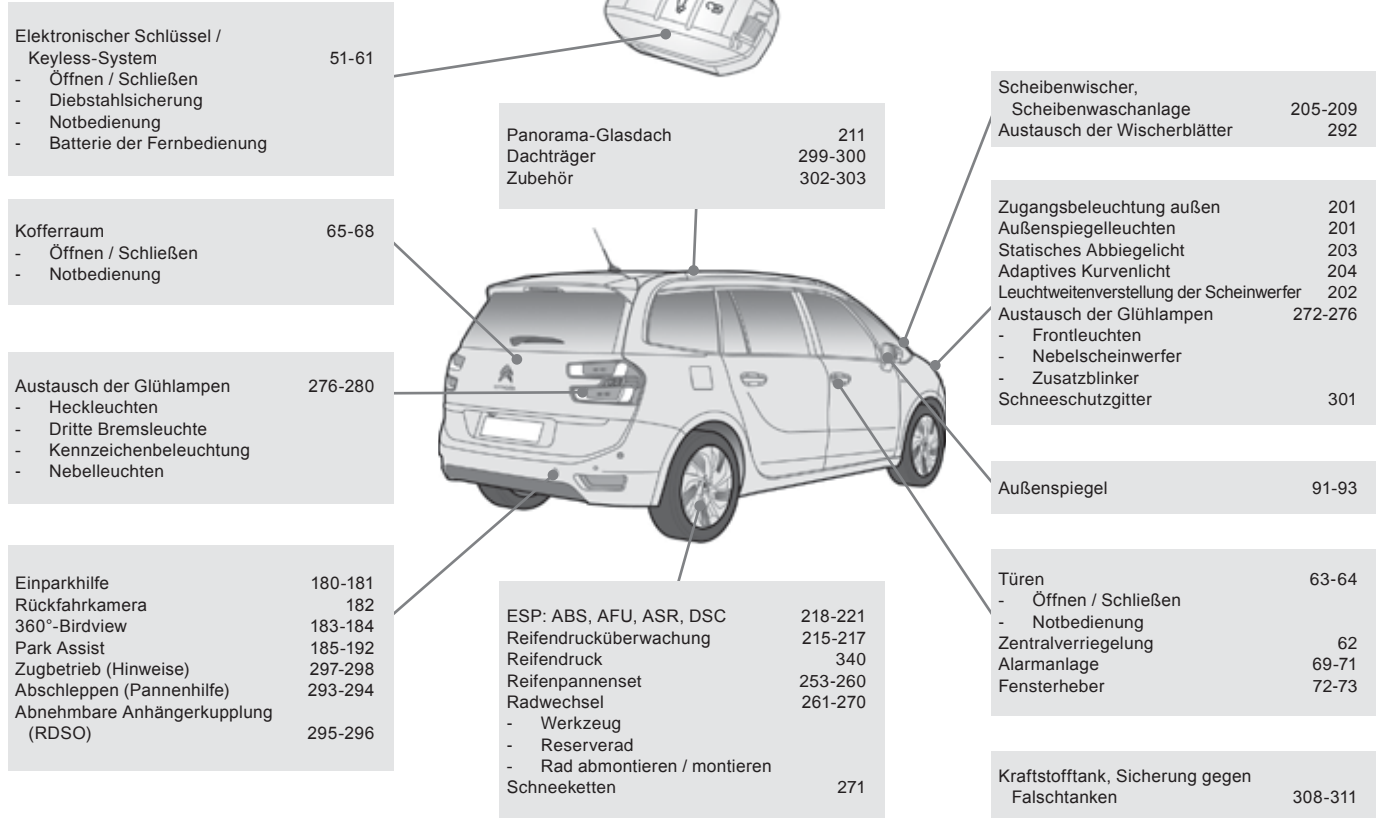 Elektronischer Schlüssel /
Keyless-System 51-61
- Öffnen / Schließen
- Diebstahlsicherung
- Notbedienung
- Batterie der Fernbedienung
Kofferraum 65-68
- Öffnen / Schließen
- Notbedienung
Austausch der Glühlampen 276-280
- Heckleuchten
- Dritte Bremsleuchte
- Kennzeichenbeleuchtung
- Nebelleuchten
Einparkhilfe 180-181
Rückfahrkamera 182
360°-Birdview 183-184
Park Assist 185-192
Zugbetrieb (Hinweise) 297-298
Abschleppen (Pannenhilfe) 293-294
Abnehmbare Anhängerkupplung
(RDSO) 295-296
Panorama-Glasdach 211
Dachträger 299-300
Zubehör 302-303
ESP: ABS, AFU, ASR, DSC 218-221
Reifendrucküberwachung 215-217
Reifendruck 340
Reifenpannenset 253-260
Radwechsel 261-270
- Werkzeug
- Reserverad
- Rad abmontieren / montieren
Schneeketten 271
Scheibenwischer,
Scheibenwaschanlage 205-209
Austausch der Wischerblätter 292
Zugangsbeleuchtung außen 201
Außenspiegelleuchten 201
Statisches Abbiegelicht 203
Adaptives Kurvenlicht 204
Leuchtweitenverstellung der Scheinwerfer 202
Austausch der Glühlampen 272-276
- Frontleuchten
- Nebelscheinwerfer
- Zusatzblinker
Schneeschutzgitter 301
Außenspiegel 91-93
Türen 63-64
- Öffnen / Schließen
- Notbedienung
Zentralverriegelung 62
Alarmanlage 69-71
Fensterheber 72-73
Kraftstofftank, Sicherung gegen
Falschtanken 308-311